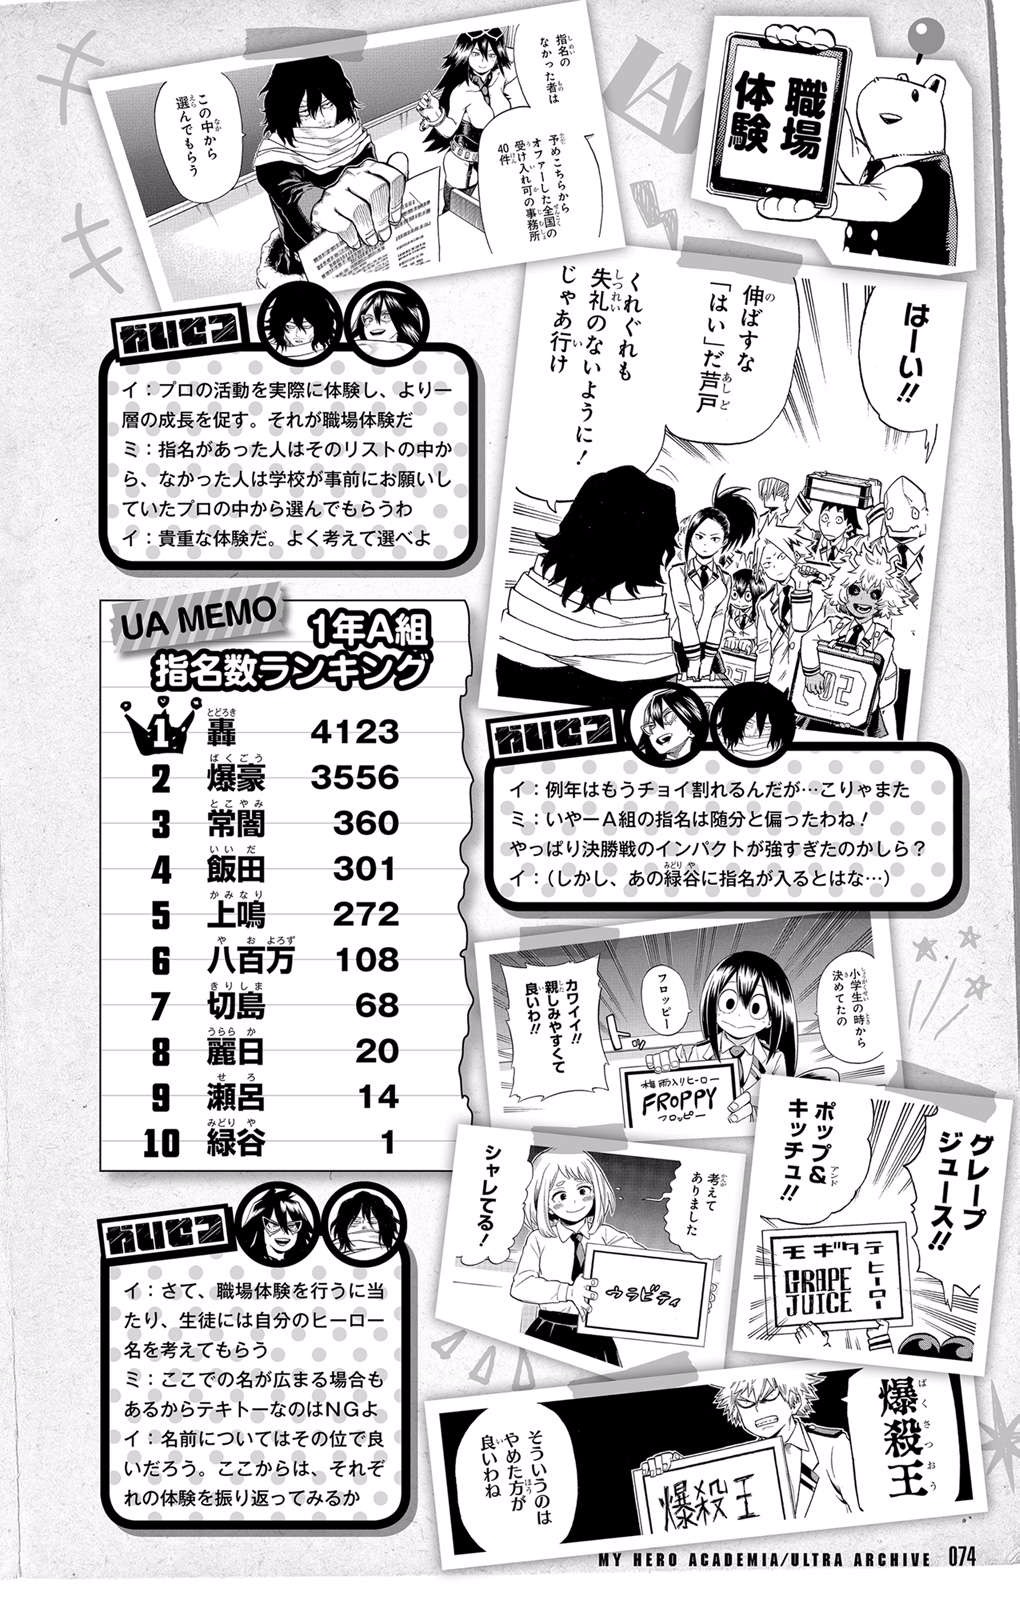 職場
体験
指名の
なかった者は
予めこちらから
オファーした全国の
受け入れ可の事務所
40件
この中から
選んでもらう
はーい!!
伸ばすな
「はい」だ芦戸
くれぐれも
失礼のないように!
じゃあ行け
かいせつ
イ:プロの活動を実際に体験し、より一
層の成長を促す。それが職場体験だ
ミ:指名があった人はそのリストの中か
ら、なかった人は学校が事前にお願いし
ていたプロの中から選んでもらうわ
イ:貴重な体験だ。よく考えて選べよ
UA MEMO
1年A組
指名数ランキング
1 轟 4123
2 爆豪 3556
3 常闇 360
4 飯田 301
5 上鳴 272
6 八百万 108
7 切島 68
8 麗日 20
9 瀬呂 14
10 緑谷 1
かいせつ
イ:例年はもうチョイ割れるんだが…こりゃまた
ミ:いやーA組の指名は随分と偏ったわね!
やっぱり決勝戦のインパクトが強すぎたのかしら?
イ:(しかし、あの緑谷に指名が入るとはな…)
小学生の時から
決めてたの
フロッピー
カワイイ!!
親しみやすくて
良いわ!!
梅雨入りヒーロー
FROPPY
フロッピー
グレープ
ジュース!!
ポップ&
キッチュ!!
モギタテ
ヒーロー
GRAPE
JUICE
考えて
ありました
シャレてる!
ウラビティ
かいせつ
イ:さて、職場体験を行うに当
たり、生徒には自分のヒーロー
名を考えてもらう
ミ:ここでの名が広まる場合も
あるからテキトーなのはNGよ
イ:名前についてはその位で良
いだろう。ここからは、それぞ
れの体験を振り返ってみるか
爆殺王
爆殺王
そういうのは
やめた方が
良いわね
MY HERO ACADEMIA/ULTRA ARCHIVE 074